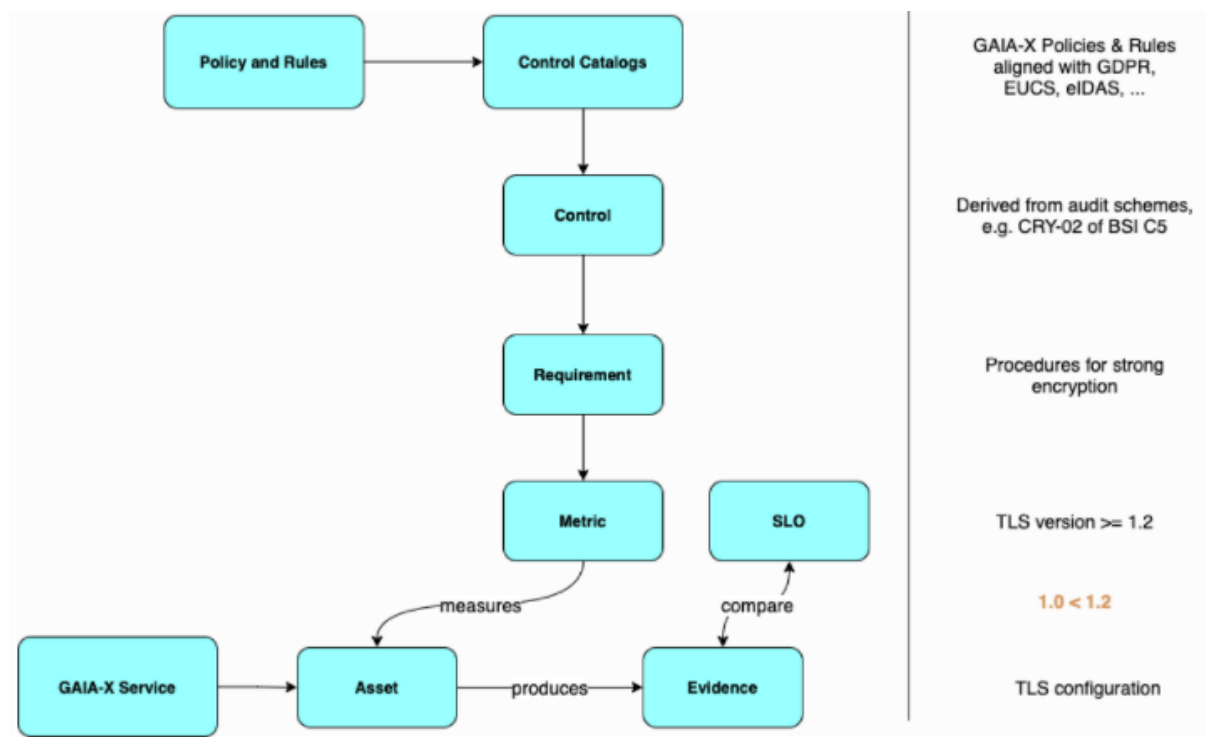 Policy and Rules
Control Catalogs
GAIA-X Policies & Rules
aligned with GDPR,
EUCS, eIDAS, ...
Control
Derived from audit schemes,
e.g. CRY-02 of BSI C5
Requirement
Procedures for strong
encryption
Metric
SLO
TLS version >= 1.2
measures
compare
1.0 < 1.2
GAIA-X Service
Asset
produces
Evidence
TLS configuration